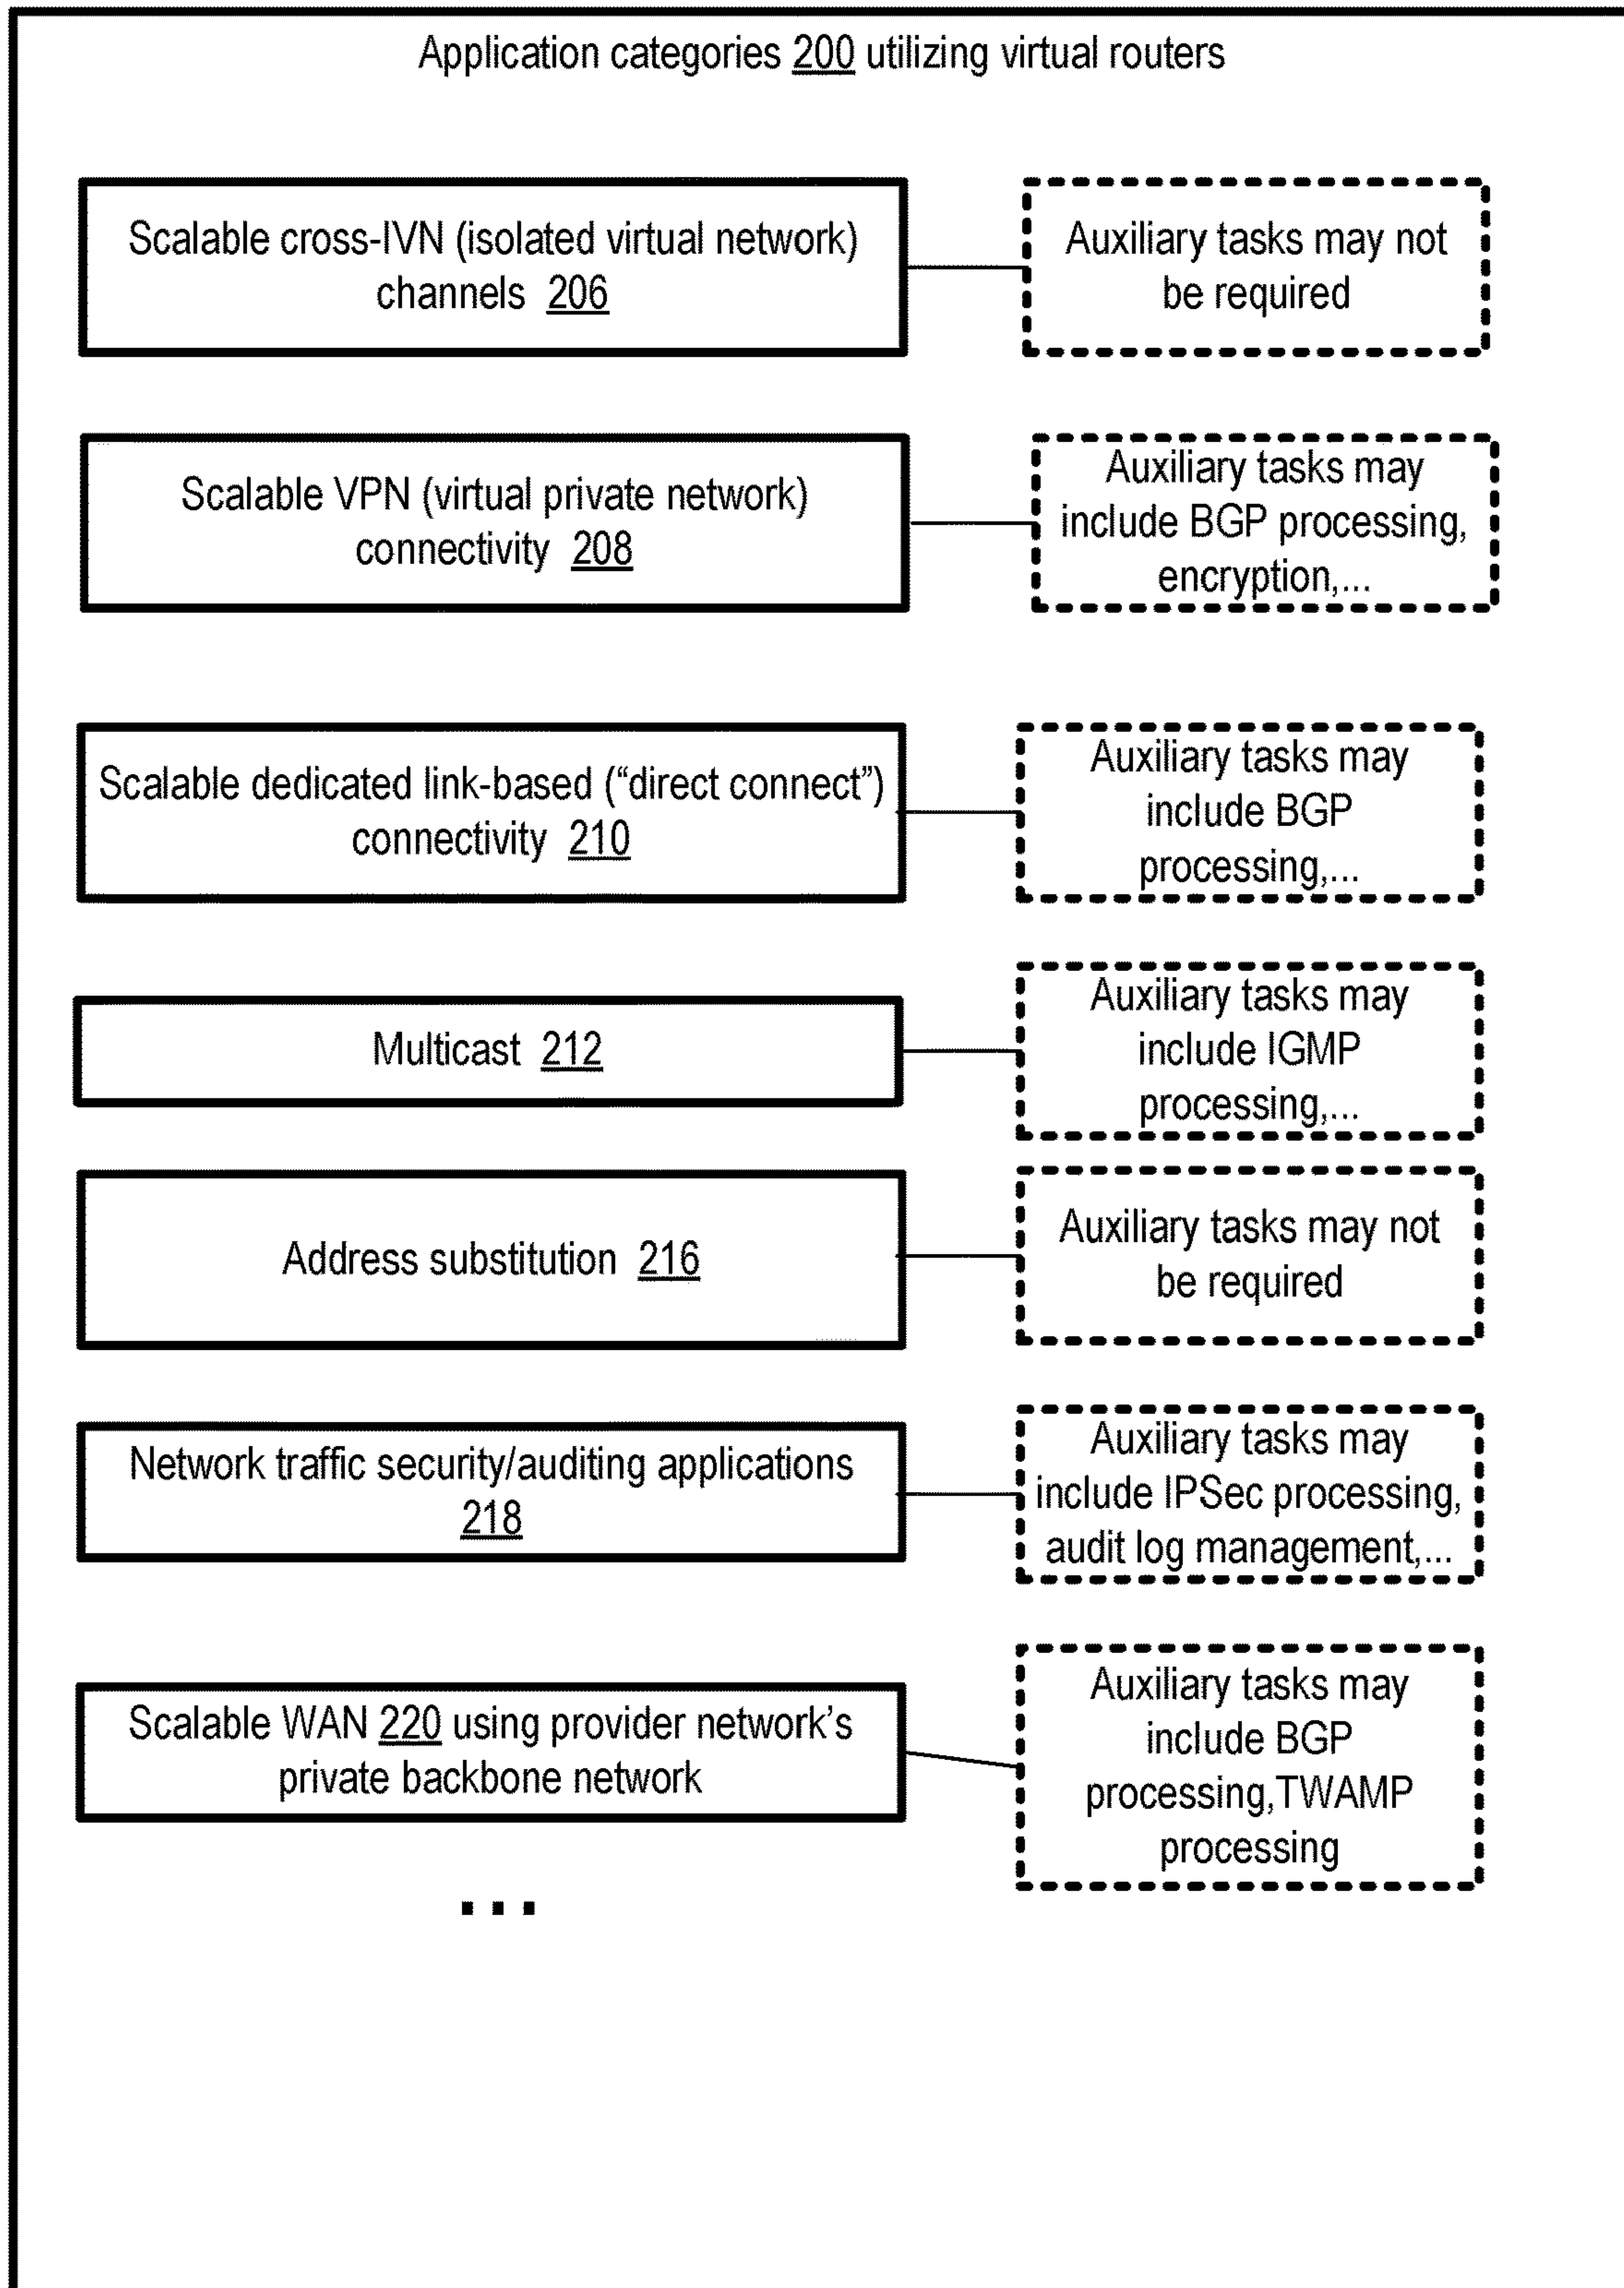 Application categories 200 utilizing virtual routers
Scalable cross-IVN (isolated virtual network)
channels 206
Auxiliary tasks may not
be required
Scalable VPN (virtual private network)
connectivity 208
Auxiliary tasks may
include BGP processing,
encryption,...
Scalable dedicated link-based (“direct connect”)
connectivity 210
Auxiliary tasks may
include BGP
processing,...
Multicast 212
Auxiliary tasks may
include IGMP
processing,...
Address substitution 216
Auxiliary tasks may not
be required
Network traffic security/auditing applications
218
Auxiliary tasks may
include IPSec processing,
audit log management,...
Scalable WAN 220 using provider network’s
private backbone network
Auxiliary tasks may
include BGP
processing,TWAMP
processing
...